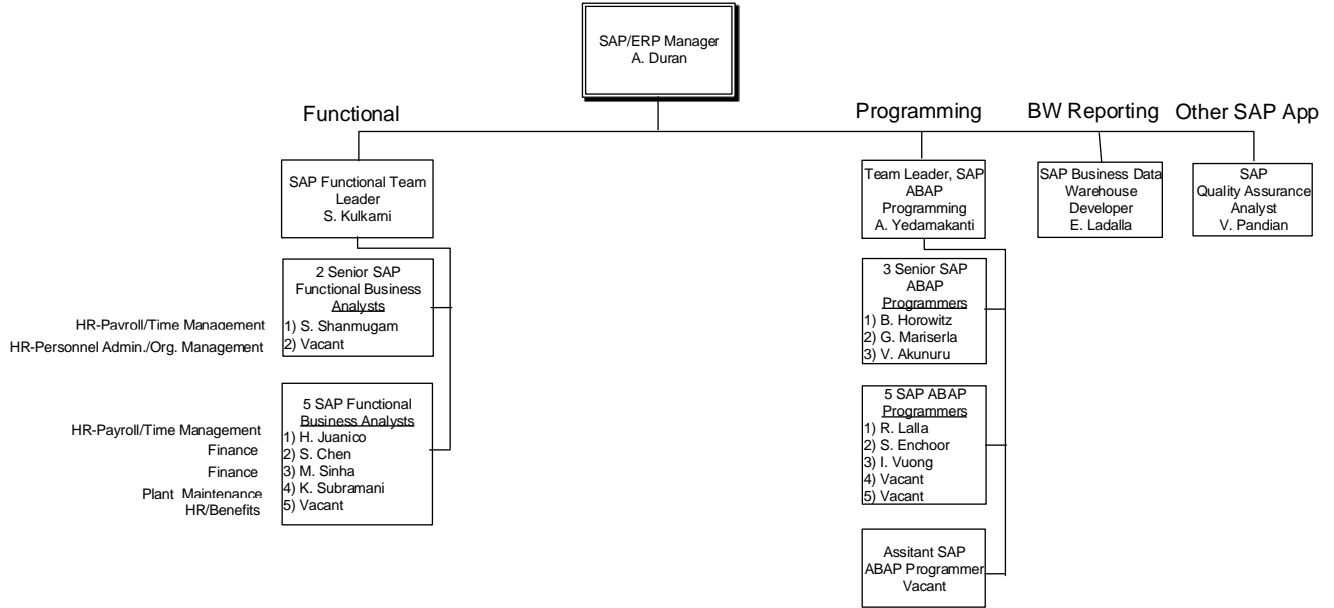 SAP/ERP Manager
A. Duran
Functional
Programming
BW Reporting
Other SAP App
SAP Functional Team
Leader
S. Kulkarni
Team Leader, SAP
ABAP
Programming
A. Yedamakanti
SAP Business Data
Warehouse
Developer
E. Ladalla
SAP
Quality Assurance
Analyst
V. Pandian
2 Senior SAP
Functional Business
Analysts
1) S. Shanmugam
2) Vacant
HR-Payroll/Time Management
HR-Personnel Admin./Org. Management
5 SAP Functional
Business Analysts
1) H. Juanico
2) S. Chen
3) M. Sinha
4) K. Subramani
5) Vacant
HR-Payroll/Time Management
Finance
Finance
Plant Maintenance
HR/Benefits
3 Senior SAP
ABAP
Programmers
1) B. Horowitz
2) G. Mariserla
3) V. Akunuru
5 SAP ABAP
Programmers
1) R. Lalla
2) S. Enchoor
3) I. Vuong
4) Vacant
5) Vacant
Assitant SAP
ABAP Programmer
Vacant